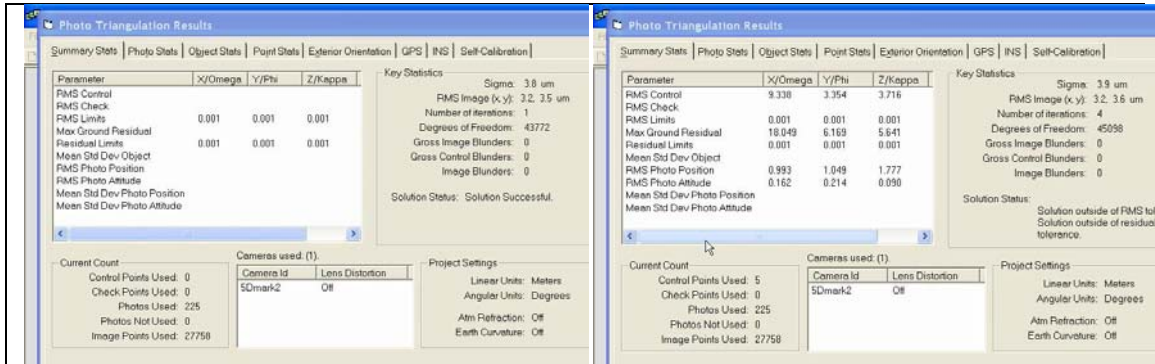 Photo Triangulation Results
Summary Stats Photo Stats Object Stats Point Stats Exterior Orientation GPS INS Self-Calibration
Parameter X/Omega Y/Phi Z/Kappa
RMS Control
RMS Check
RMS Limits 0.001 0.001 0.001
Max Ground Residual
Residual Limits 0.001 0.001 0.001
Mean Std Dev Object
RMS Photo Position
RMS Photo Attitude
Mean Std Dev Photo Position
Mean Std Dev Photo Attitude
Key Statistics
Sigma: 3.8 um
RMS Image (x, y): 3.2, 3.5 um
Number of iterations: 1
Degrees of Freedom: 43772
Gross Image Blunders: 0
Gross Control Blunders: 0
Image Blunders: 0
Solution Status: Solution Successful.
Current Count
Control Points Used: 0
Check Points Used: 0
Photos Used: 225
Photos Not Used: 0
Image Points Used: 27758
Cameras used: (1).
Camera Id Lens Distortion
5Dmark2 Off
Project Settings
Linear Units: Meters
Angular Units: Degrees
Atm Refraction: Off
Earth Curvature: Off
Photo Triangulation Results
Summary Stats Photo Stats Object Stats Point Stats Exterior Orientation GPS INS Self-Calibration
Parameter X/Omega Y/Phi Z/Kappa
RMS Control 9.338 3.354 3.716
RMS Check
RMS Limits 0.001 0.001 0.001
Max Ground Residual 18.049 6.169 5.641
Residual Limits 0.001 0.001 0.001
Mean Std Dev Object
RMS Photo Position 0.993 1.049 1.777
RMS Photo Attitude 0.162 0.214 0.090
Mean Std Dev Photo Position
Mean Std Dev Photo Attitude
Key Statistics
Sigma: 3.9 um
RMS Image (x, y): 3.2, 3.6 um
Number of iterations: 4
Degrees of Freedom: 45098
Gross Image Blunders: 0
Gross Control Blunders: 0
Image Blunders: 0
Solution Status:
Solution outside of RMS tol
Solution outside of residual
tolerance.
Current Count
Control Points Used: 5
Check Points Used: 0
Photos Used: 225
Photos Not Used: 0
Image Points Used: 27758
Cameras used: (1).
Camera Id Lens Distortion
5Dmark2 Off
Project Settings
Linear Units: Meters
Angular Units: Degrees
Atm Refraction: Off
Earth Curvature: Off